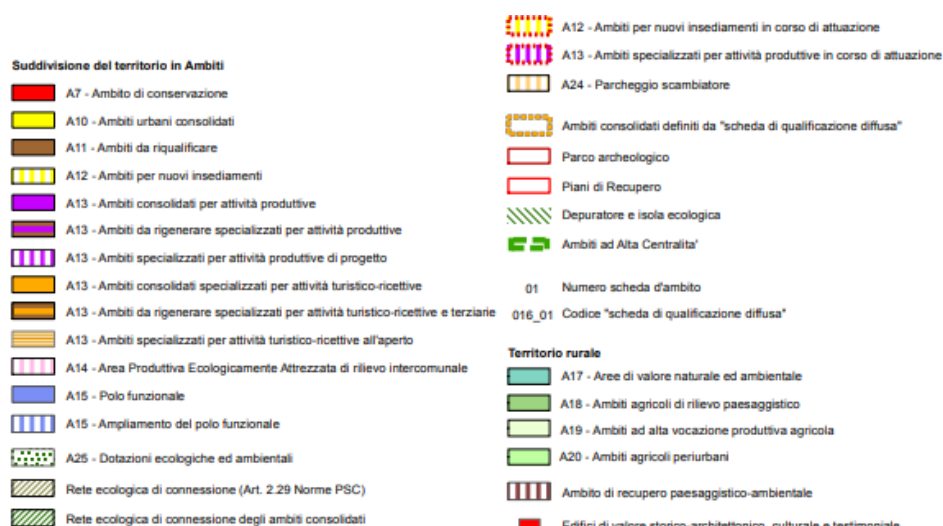 Suddivisione del territorio in Ambiti
A7 - Ambito di conservazione
A10 - Ambiti urbani consolidati
A11 - Ambiti da riqualificare
A12 - Ambiti per nuovi insediamenti
A13 - Ambiti consolidati per attività produttive
A13 - Ambiti da rigenerare specializzati per attività produttive
A13 - Ambiti specializzati per attività produttive di progetto
A13 - Ambiti consolidati specializzati per attività turistico-ricettive
A13 - Ambiti da rigenerare specializzati per attività turistico-ricettive e terziarie
A13 - Ambiti specializzati per attività turistico-ricettive all'aperto
A14 - Area Produttiva Ecologicamente Attrezzata di rilievo intercomunale
A15 - Polo funzionale
A15 - Ampliamento del polo funzionale
A25 - Dotazioni ecologiche ed ambientali
Rete ecologica di connessione (Art. 2.29 Norme PSC)
Rete ecologica di connessione degli ambiti consolidati
A12 - Ambiti per nuovi insediamenti in corso di attuazione
A13 - Ambiti specializzati per attività produttive in corso di attuazione
A24 - Parcheggio scambiatore
Ambiti consolidati definiti da "scheda di qualificazione diffusa"
Parco archeologico
Piani di Recupero
Depuratore e isola ecologica
Ambiti ad Alta Centralita'
01 Numero scheda d'ambito
016_01 Codice "scheda di qualificazione diffusa"
Territorio rurale
A17 - Aree di valore naturale ed ambientale
A18 - Ambiti agricoli di rilievo paesaggistico
A19 - Ambiti ad alta vocazione produttiva agricola
A20 - Ambiti agricoli periurbani
Ambito di recupero paesaggistico-ambientale
Edifici di valore storico-architettonico, culturale e testimoniale